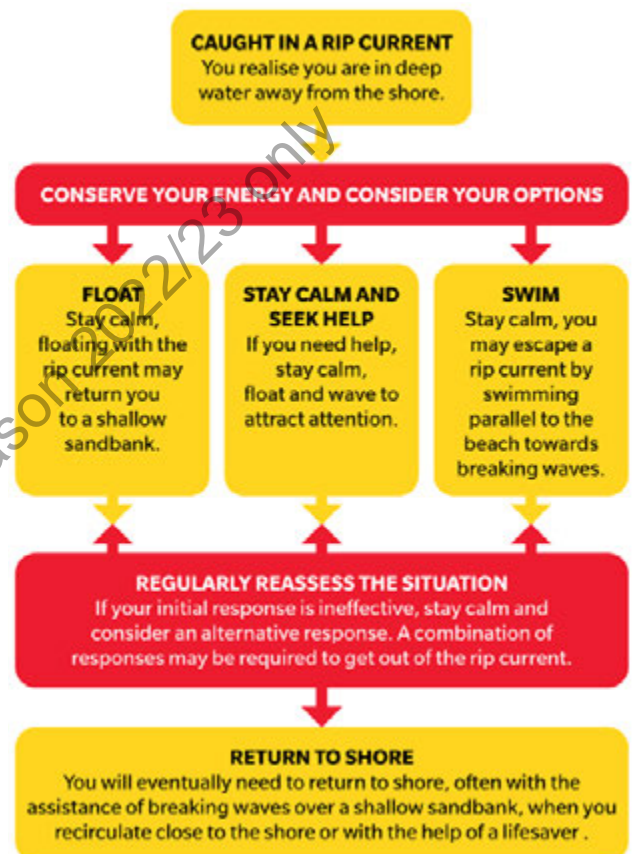 CAUGHT IN A RIP CURRENT
You realise you are in deep
water away from the shore.
CONSERVE YOUR ENERGY AND CONSIDER YOUR OPTIONS
FLOAT
Stay calm,
floating with the
rip current may
return you
to a shallow
sandbank.
STAY CALM AND
SEEK HELP
If you need help,
stay calm,
float and wave to
attract attention.
SWIM
Stay calm, you
may escape a
rip current by
swimming
parallel to the
beach towards
breaking waves.
REGULARLY REASSESS THE SITUATION
If your initial response is ineffective, stay calm and
consider an alternative response. A combination of
responses may be required to get out of the rip current.
RETURN TO SHORE
You will eventually need to return to shore, often with the
assistance of breaking waves over a shallow sandbank, when you
recirculate close to the shore or with the help of a lifesaver .
2022/23 only